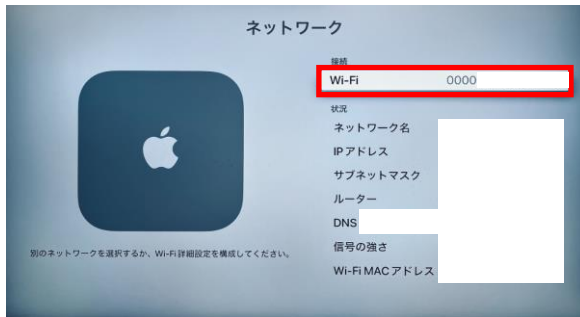 ネットワーク
接続
Wi-Fi 0000
状況
ネットワーク名
IPアドレス
サブネットマスク
ルーター
DNS
信号の強さ
Wi-Fi MACアドレス
別のネットワークを選択するか、Wi-Fi詳細設定を構成してください。